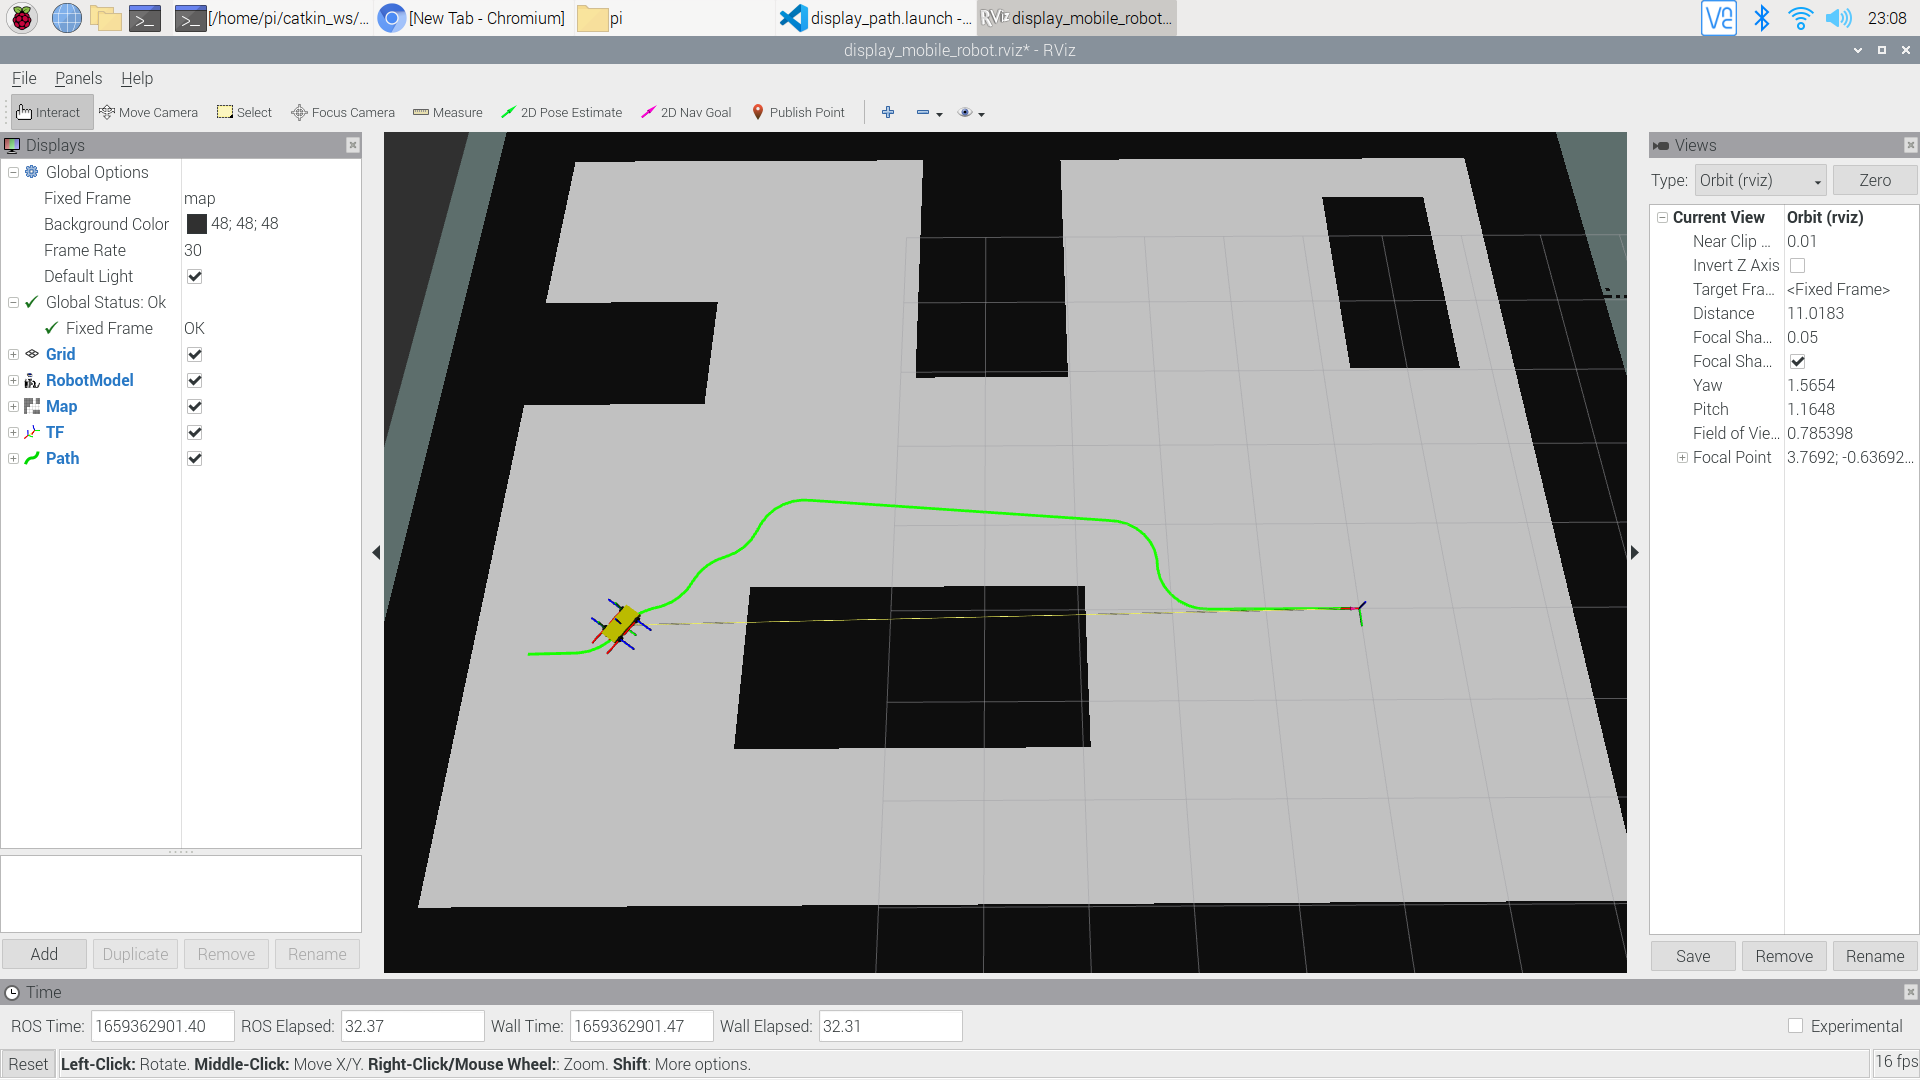 [/home/pi/catkin_ws/...
[New Tab - Chromium]
pi
display_path.launch -...
RViz
display_mobile_robot...
VNC
23:08
display_mobile_robot.rviz* - RViz
File Panels Help
Interact Move Camera Select Focus Camera Measure 2D Pose Estimate 2D Nav Goal Publish Point
Displays
Global Options
Fixed Frame map
Background Color 48; 48; 48
Frame Rate 30
Default Light
Global Status: Ok
Fixed Frame OK
Grid
RobotModel
Map
TF
Path
Add Duplicate Remove Rename
Views
Type: Orbit (rviz) Zero
Current View Orbit (rviz)
Near Clip ... 0.01
Invert Z Axis
Target Fra... <Fixed Frame>
Distance 11.0183
Focal Sha... 0.05
Focal Sha...
Yaw 1.5654
Pitch 1.1648
Field of Vie... 0.785398
Focal Point 3.7692; -0.63692...
Save Remove Rename
Time
ROS Time: 1659362901.40 ROS Elapsed: 32.37 Wall Time: 1659362901.47 Wall Elapsed: 32.31 Experimental
Reset Left-Click: Rotate. Middle-Click: Move X/Y. Right-Click/Mouse Wheel:: Zoom. Shift: More options. 16 fps